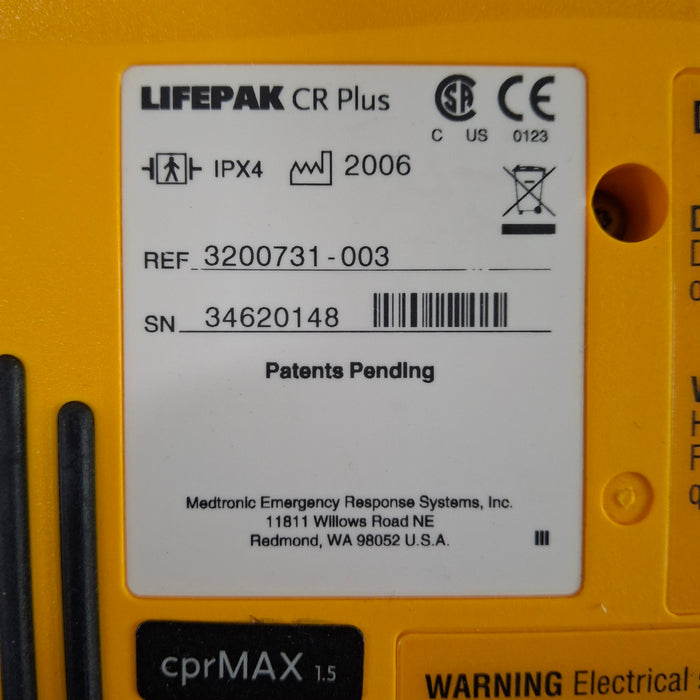 LIFEPAK CR Plus
C US 0123
IPX4 2006
REF 3200731-003
SN 34620148
Patents Pending
Medtronic Emergency Response Systems, Inc.
11811 Willows Road NE
Redmond, WA 98052 U.S.A.
III
cprMAX 1.5
WARNING Electrical